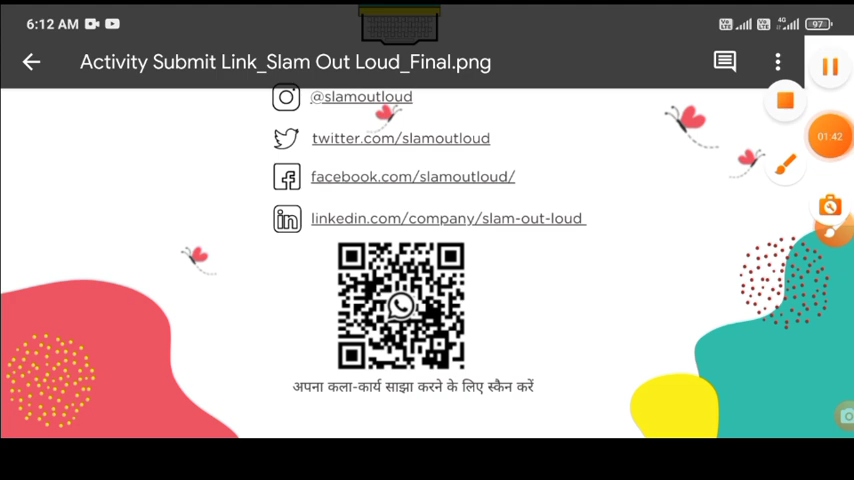 6:12 AM
4G
97
Activity Submit Link_Slam Out Loud_Final.png
@slamoutloud
twitter.com/slamoutloud
facebook.com/slamoutloud/
linkedin.com/company/slam-out-loud
01:42
अपना कला-कार्य साझा करने के लिए स्कैन करें